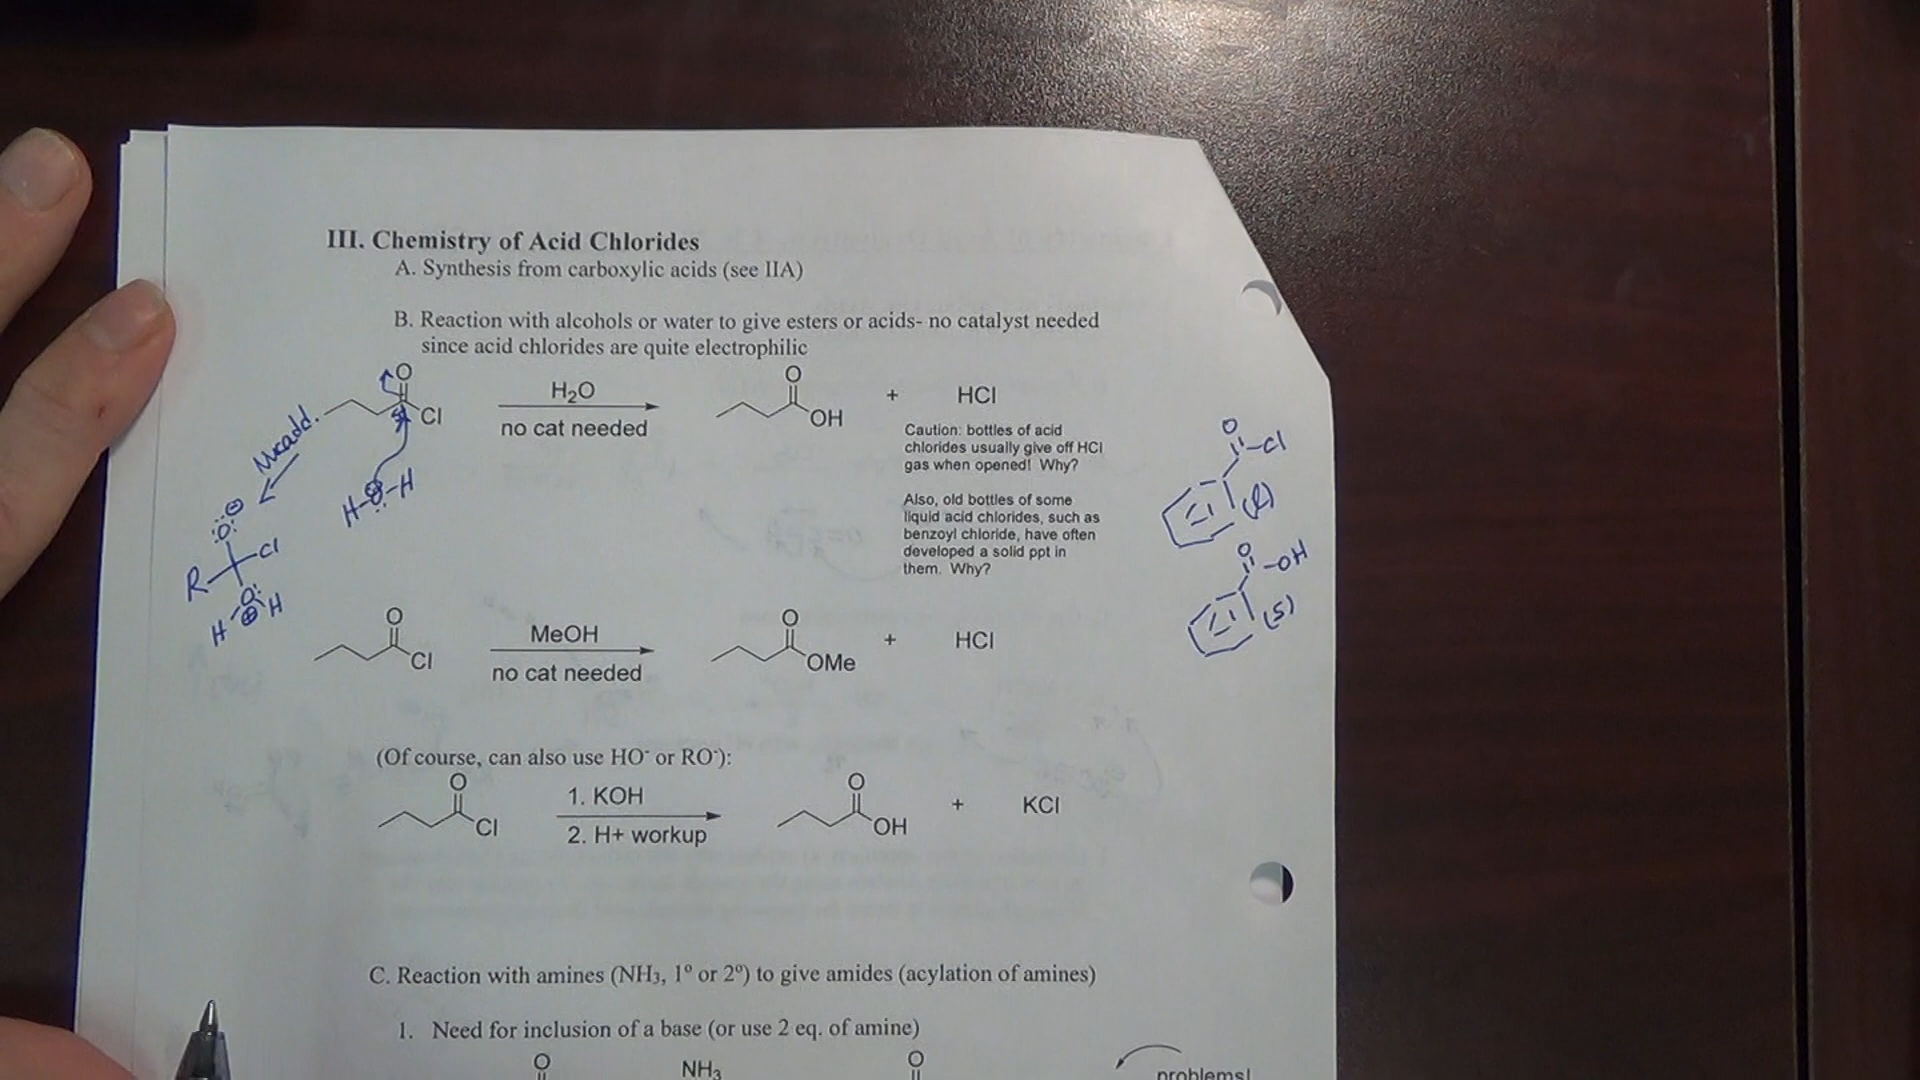 III. Chemistry of Acid Chlorides
A. Synthesis from carboxylic acids (see IIA)
B. Reaction with alcohols or water to give esters or acids- no catalyst needed
since acid chlorides are quite electrophilic
O
Cl
H₂O
no cat needed
O
OH
+
HCl
Caution: bottles of acid
chlorides usually give off HCl
gas when opened! Why?
Also, old bottles of some
liquid acid chlorides, such as
benzoyl chloride, have often
developed a solid ppt in
them. Why?
H-O-H
O
R
Cl
O
H
H
O
Cl
(l)
O
OH
(s)
O
Cl
MeOH
no cat needed
O
OMe
+
HCl
(Of course, can also use HO⁻ or RO⁻):
O
Cl
1. KOH
2. H+ workup
O
OH
+
KCl
C. Reaction with amines (NH₃, 1º or 2º) to give amides (acylation of amines)
1. Need for inclusion of a base (or use 2 eq. of amine)
O
NH₃
O
problems!